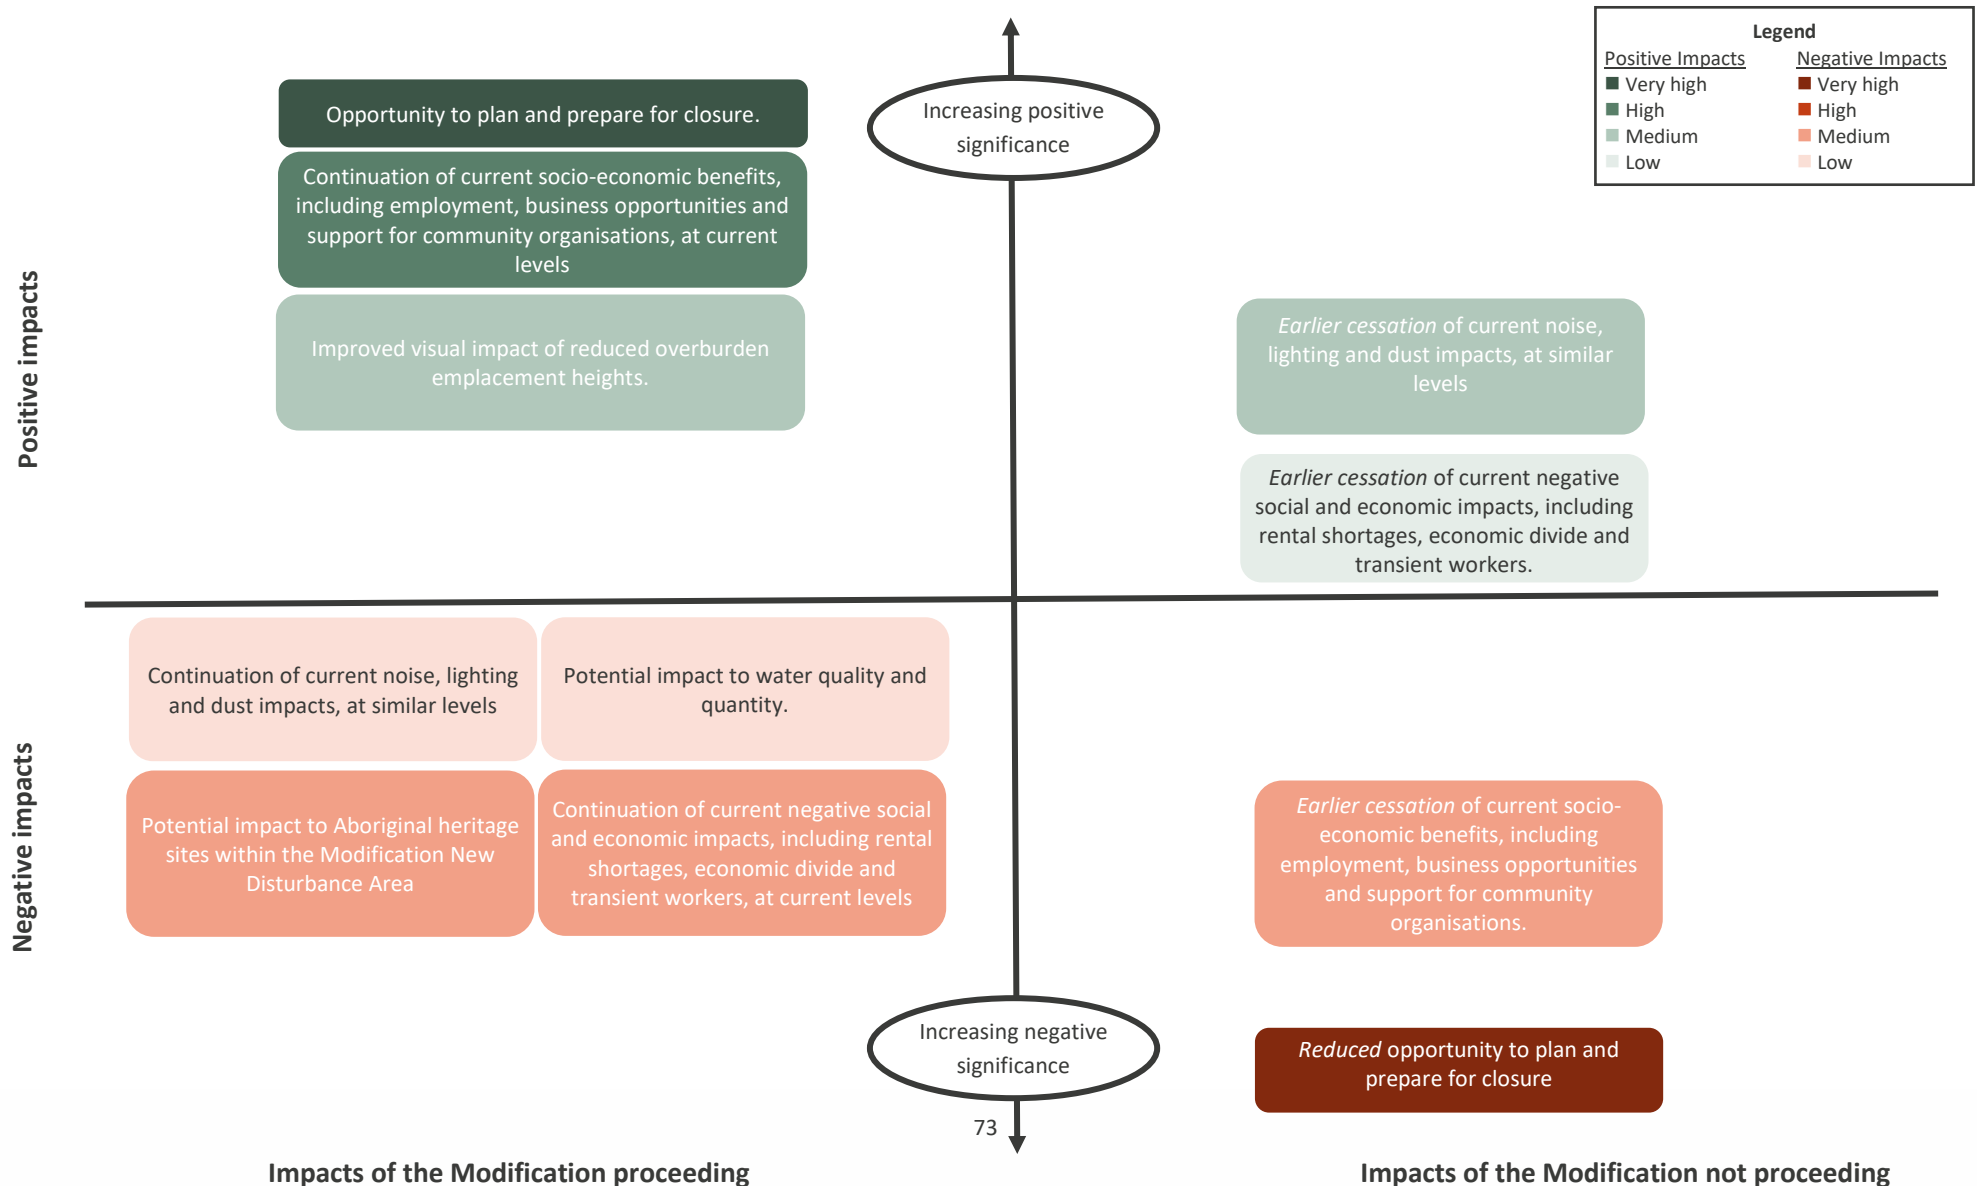 Legend
Positive Impacts
Very high
High
Medium
Low
Negative Impacts
Very high
High
Medium
Low
Increasing positive
significance
Positive impacts
Opportunity to plan and prepare for closure.
Continuation of current socio-economic benefits,
including employment, business opportunities and
support for community organisations, at current
levels
Improved visual impact of reduced overburden
emplacement heights.
Earlier cessation of current noise,
lighting and dust impacts, at similar
levels
Earlier cessation of current negative
social and economic impacts, including
rental shortages, economic divide and
transient workers.
Negative impacts
Continuation of current noise, lighting
and dust impacts, at similar levels
Potential impact to water quality and
quantity.
Potential impact to Aboriginal heritage
sites within the Modification New
Disturbance Area
Continuation of current negative social
and economic impacts, including rental
shortages, economic divide and
transient workers, at current levels
Earlier cessation of current socio-
economic benefits, including
employment, business opportunities
and support for community
organisations.
Increasing negative
significance
Reduced opportunity to plan and
prepare for closure
73
Impacts of the Modification proceeding
Impacts of the Modification not proceeding